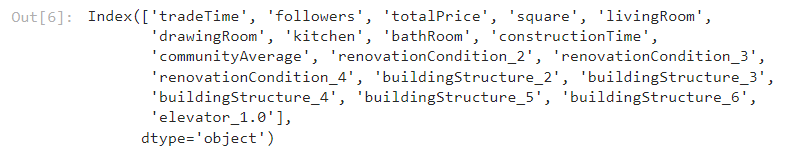 Out[6]: Index(['tradeTime', 'followers', 'totalPrice', 'square', 'livingRoom',
'drawingRoom', 'kitchen', 'bathRoom', 'constructionTime',
'communityAverage', 'renovationCondition_2', 'renovationCondition_3',
'renovationCondition_4', 'buildingStructure_2', 'buildingStructure_3',
'buildingStructure_4', 'buildingStructure_5', 'buildingStructure_6',
'elevator_1.0'],
dtype='object')